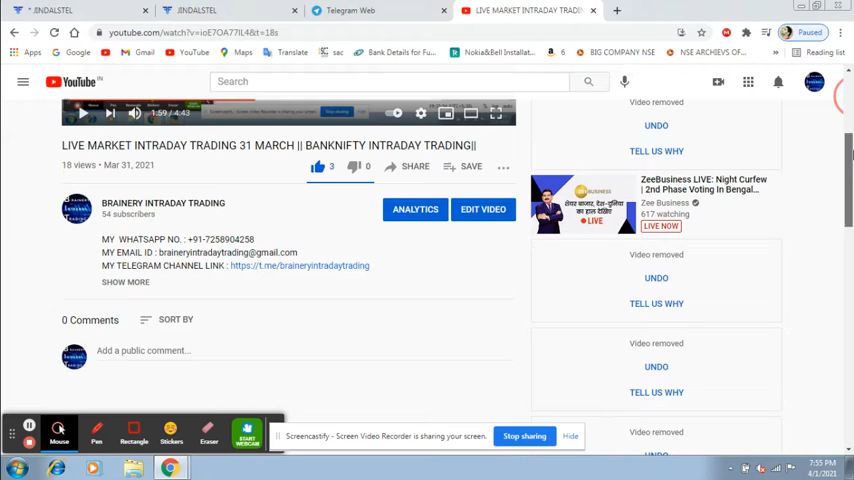 * JINDALSTEL
JINDALSTEL
Telegram Web
LIVE MARKET INTRADAY TRADIN
youtube.com/watch?v=ioE7OA77IL4&t=18s
Paused
Apps
Google
Gmail
YouTube
Maps
Translate
Scorecard
Bank Details for Fu...
Nokia&Bell Installat...
6
BIG COMPANY NSE
NSE ARCHIEVS OF...
Reading list
YouTube IN
Search
1:59 / 4:43
LIVE MARKET INTRADAY TRADING 31 MARCH || BANKNIFTY INTRADAY TRADING||
18 views • Mar 31, 2021
3
0
SHARE
SAVE
BRAINERY INTRADAY TRADING
54 subscribers
ANALYTICS
EDIT VIDEO
MY WHATSAPP NO. : +91-7258904258
MY EMAIL ID : braineryintradaytrading@gmail.com
MY TELEGRAM CHANNEL LINK : https://t.me/braineryintradaytrading
SHOW MORE
0 Comments
SORT BY
Add a public comment...
Video removed
UNDO
TELL US WHY
ZeeBusiness LIVE: Night Curfew
| 2nd Phase Voting In Bengal...
Zee Business
617 watching
LIVE NOW
शेयर बाजार, देश-दुनिया
का हाल देखिए
LIVE
Video removed
UNDO
TELL US WHY
Video removed
UNDO
TELL US WHY
Video removed
Mouse
Pen
Rectangle
Stickers
Eraser
START
WEBCAM
Screencastify - Screen Video Recorder is sharing your screen.
Stop sharing
Hide
7:55 PM
4/1/2021